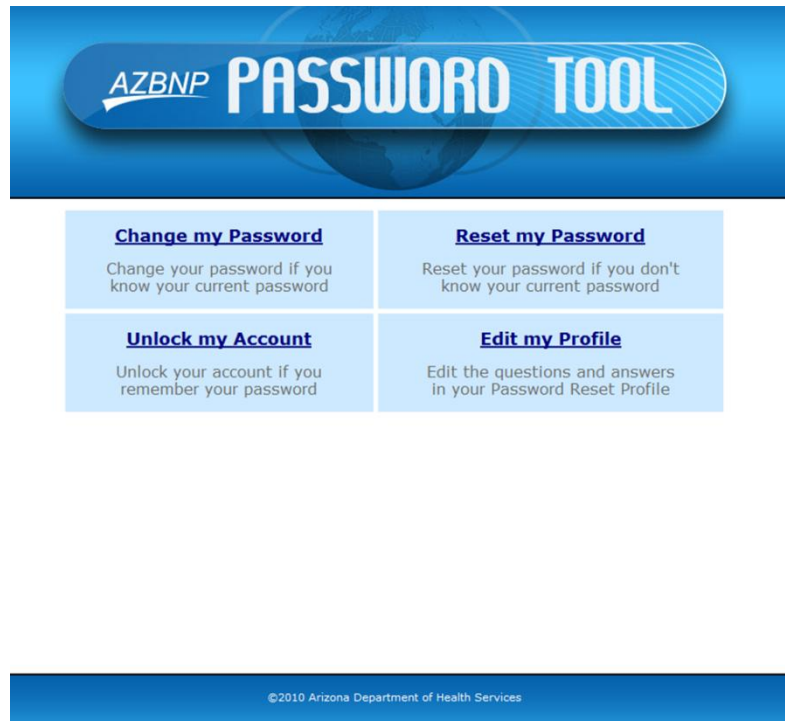 AZBNP PASSWORD TOOL
Change my Password
Change your password if you
know your current password
Reset my Password
Reset your password if you don't
know your current password
Unlock my Account
Unlock your account if you
remember your password
Edit my Profile
Edit the questions and answers
in your Password Reset Profile
©2010 Arizona Department of Health Services